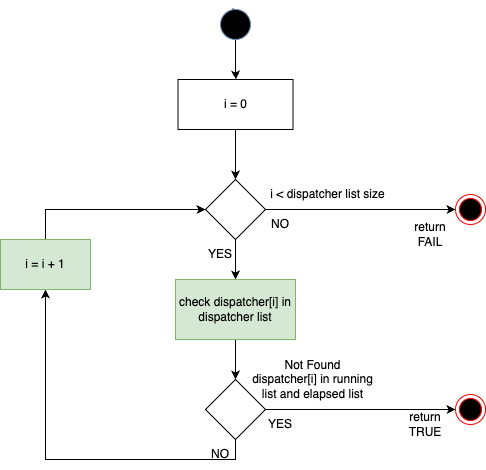 i = 0
i < dispatcher list size
NO
return
FAIL
YES
i = i + 1
check dispatcher[i] in
dispatcher list
Not Found
dispatcher[i] in running
list and elapsed list
YES
return
TRUE
NO